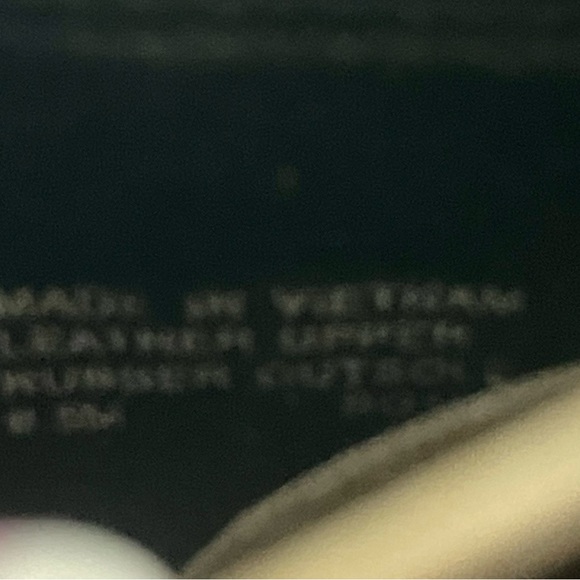 MADE IN VIETNAM
LEATHER UPPER
RUBBER OUTSOLE